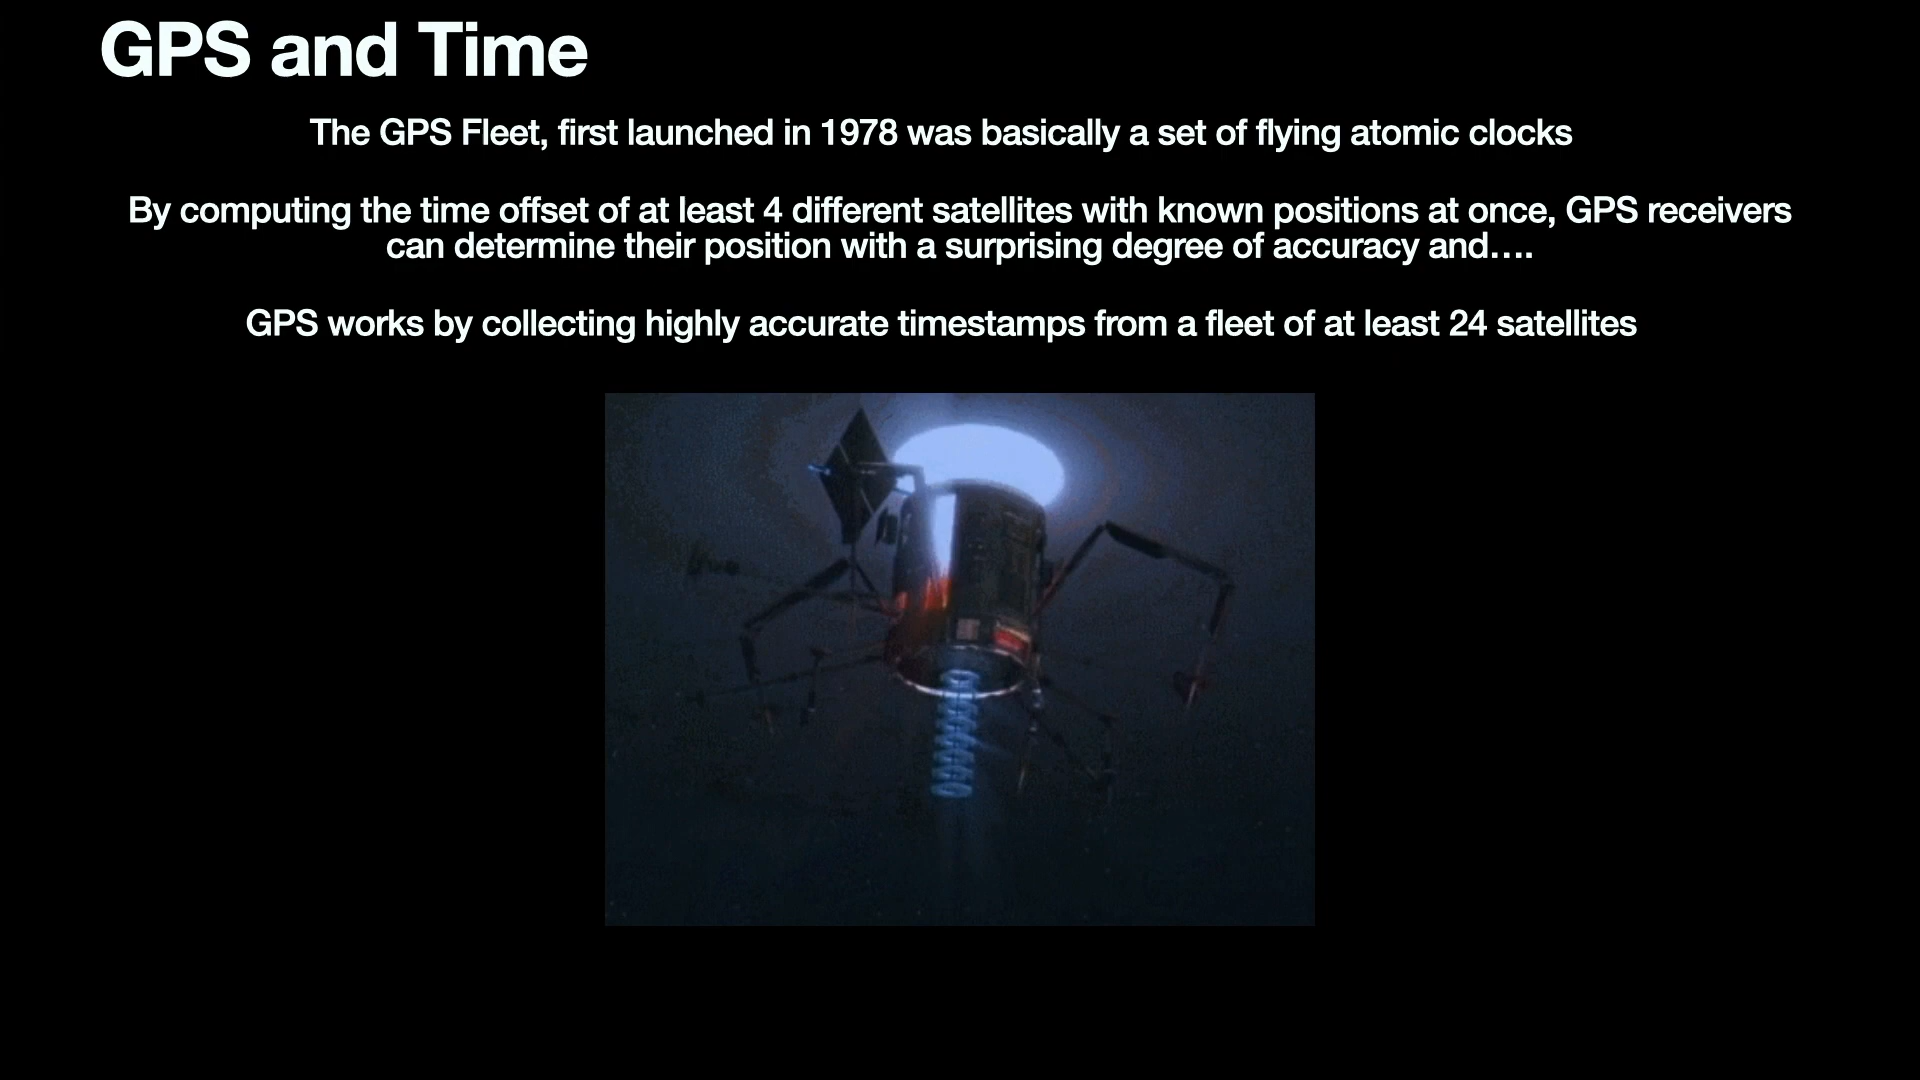 GPS and Time
The GPS Fleet, first launched in 1978 was basically a set of flying atomic clocks
By computing the time offset of at least 4 different satellites with known positions at once, GPS receivers
can determine their position with a surprising degree of accuracy and….
GPS works by collecting highly accurate timestamps from a fleet of at least 24 satellites